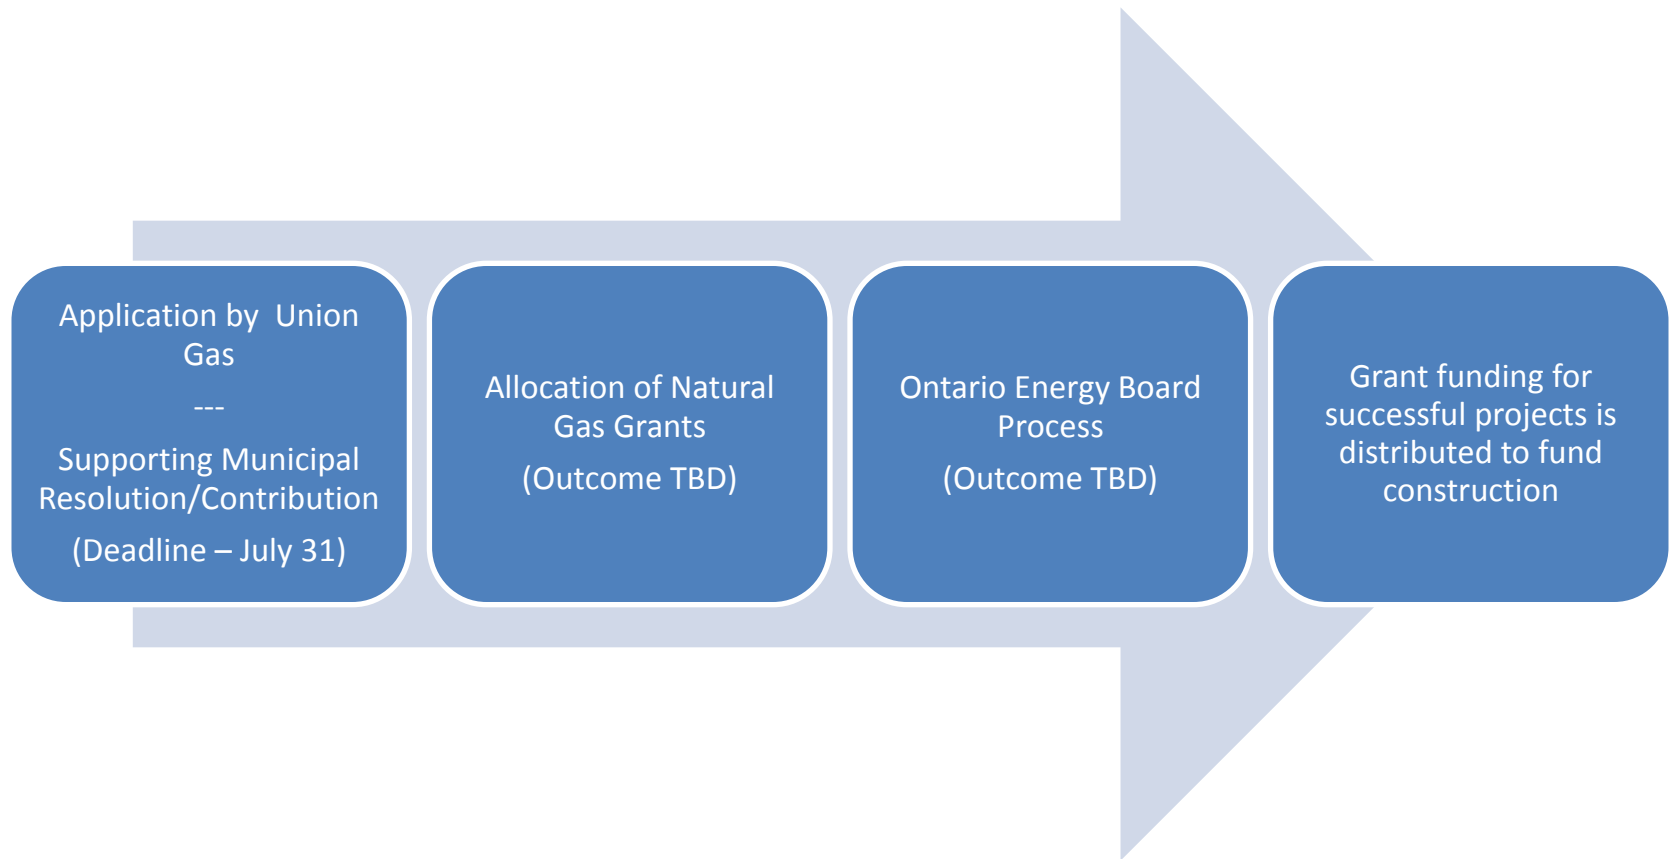 Application by  Union
Gas
---
Supporting Municipal
Resolution/Contribution
(Deadline – July 31)
Allocation of Natural
Gas Grants
(Outcome TBD)
Ontario Energy Board
Process
(Outcome TBD)
Grant funding for
successful projects is
distributed to fund
construction